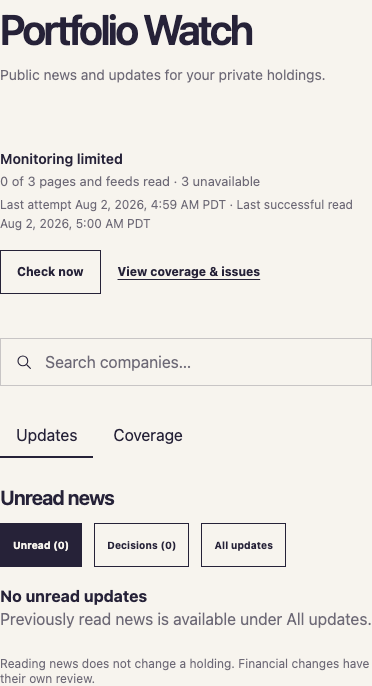 Portfolio Watch
Public news and updates for your private holdings.
Monitoring limited
0 of 3 pages and feeds read · 3 unavailable
Last attempt Aug 2, 2026, 4:59 AM PDT · Last successful read
Aug 2, 2026, 5:00 AM PDT
Check now View coverage & issues
Search companies...
Updates Coverage
Unread news
Unread (0) Decisions (0) All updates
No unread updates
Previously read news is available under All updates.
Reading news does not change a holding. Financial changes have
their own review.